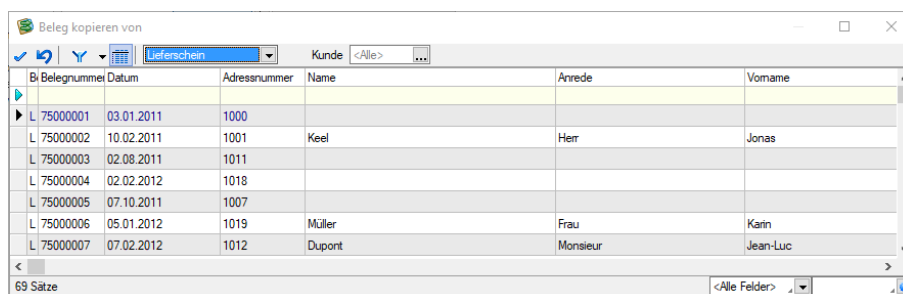 Beleg kopieren von
Lieferschein Kunde <Alle> ...
Be Belegnummer Datum Adressnummer Name Anrede Vorname
L 75000001 03.01.2011 1000
L 75000002 10.02.2011 1001 Keel Herr Jonas
L 75000003 02.08.2011 1011
L 75000004 02.02.2012 1018
L 75000005 07.10.2011 1007
L 75000006 05.01.2012 1019 Müller Frau Karin
L 75000007 07.02.2012 1012 Dupont Monsieur Jean-Luc
69 Sätze <Alle Felder>